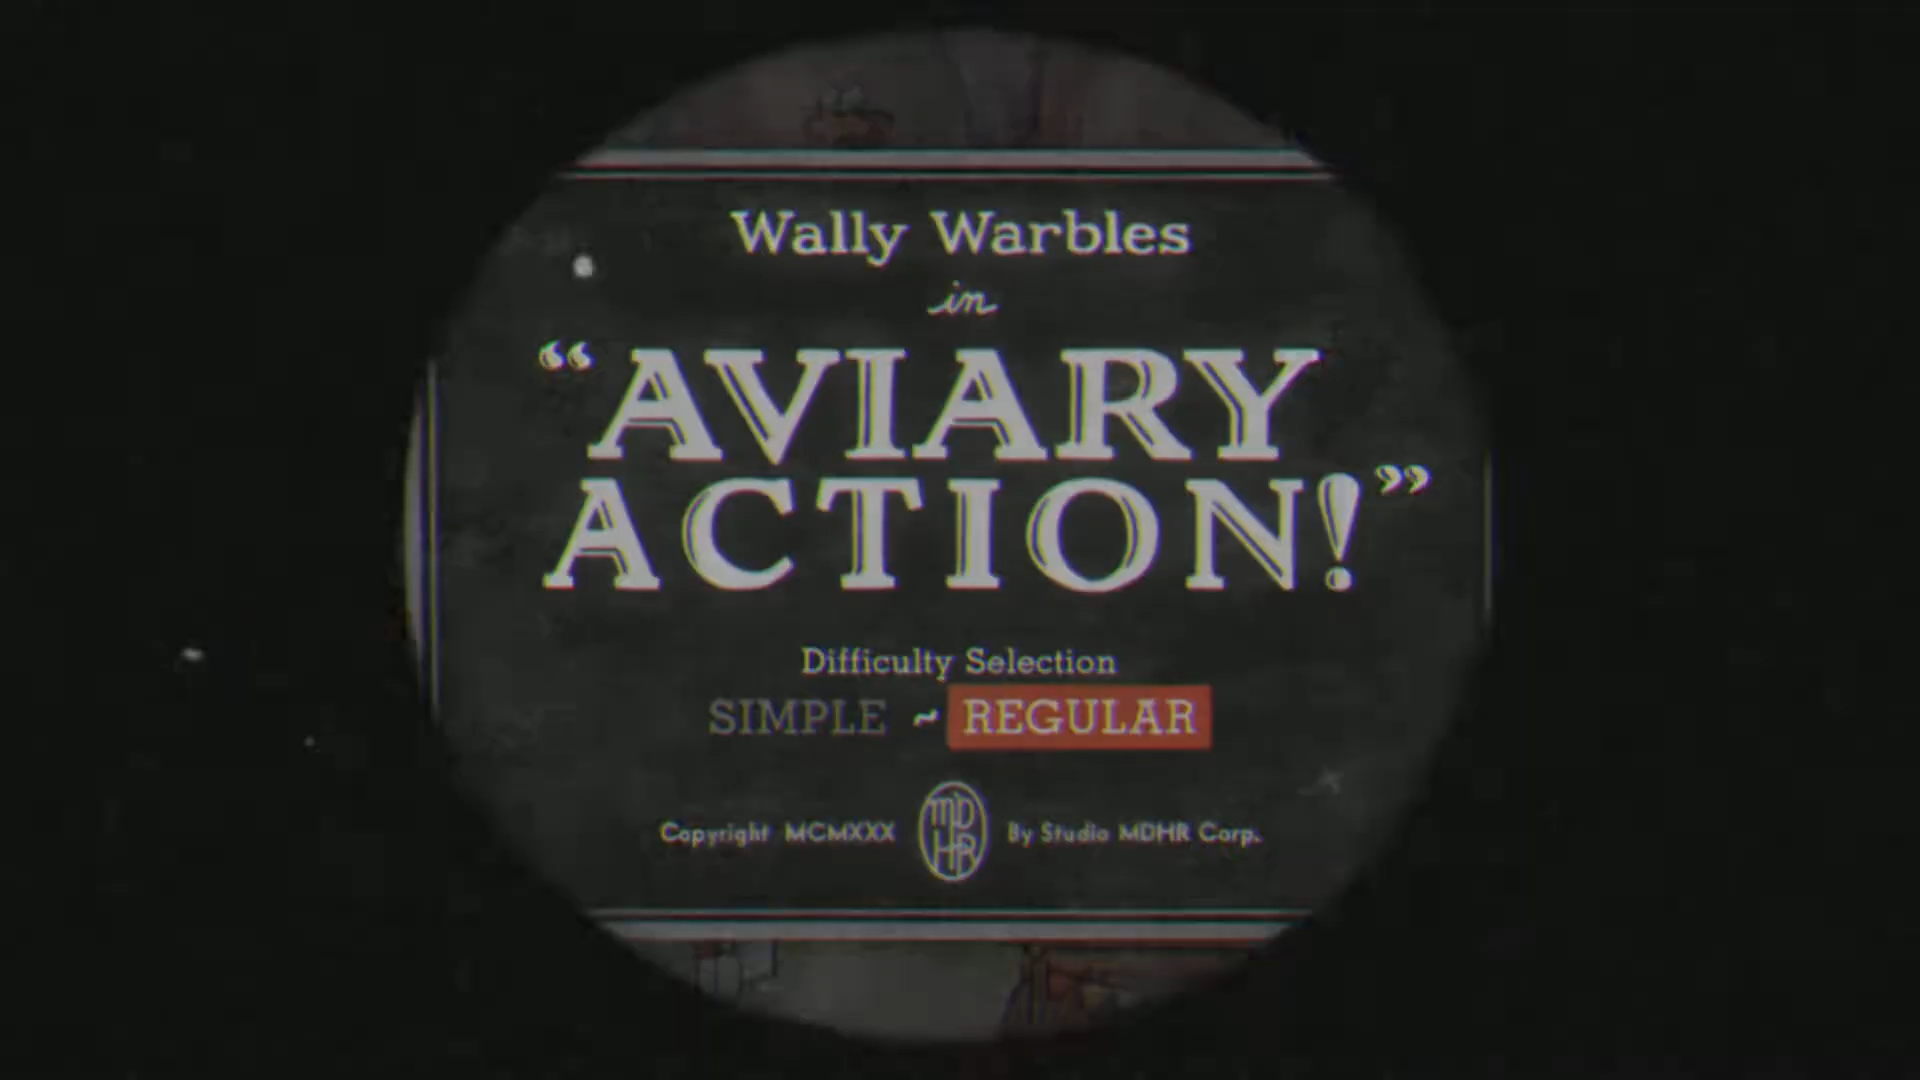 Wally Warbles
in
“AVIARY
ACTION!”
Difficulty Selection
SIMPLE ~ REGULAR
Copyright MCMXXX MDHR By Studio MDHR Corp.